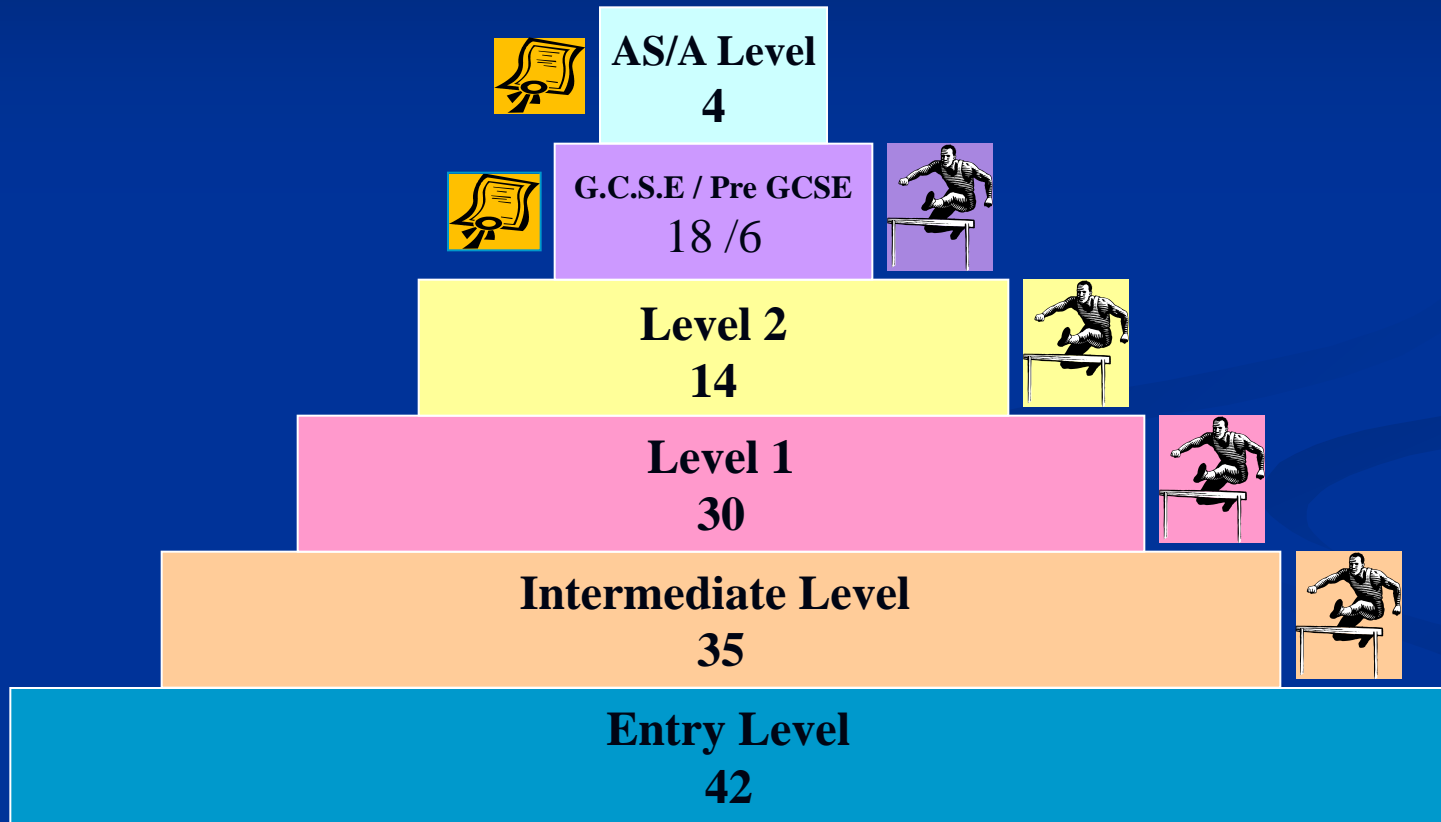 AS/A Level
4
G.C.S.E / Pre GCSE
18 /6
Level 2
14
Level 1
30
Intermediate Level
35
Entry Level
42